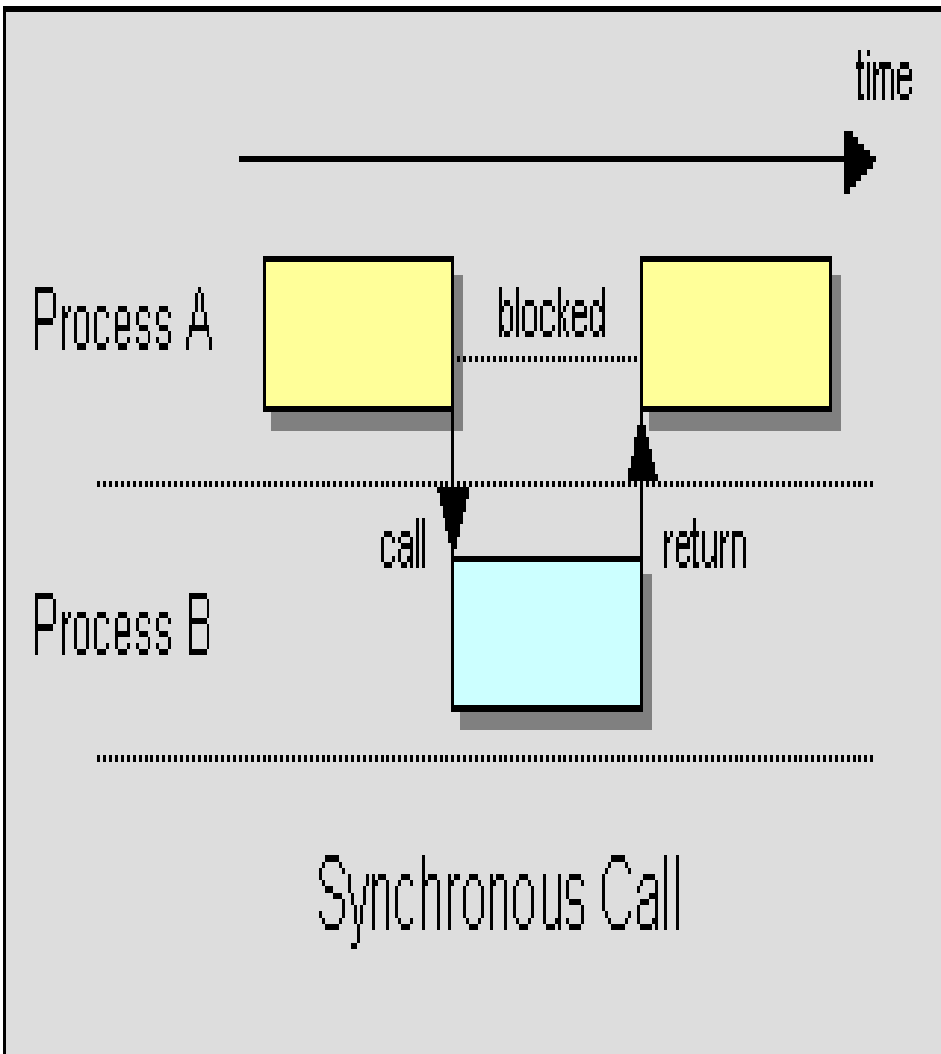 time
Process A
blocked
call
return
Process B
Synchronous Call